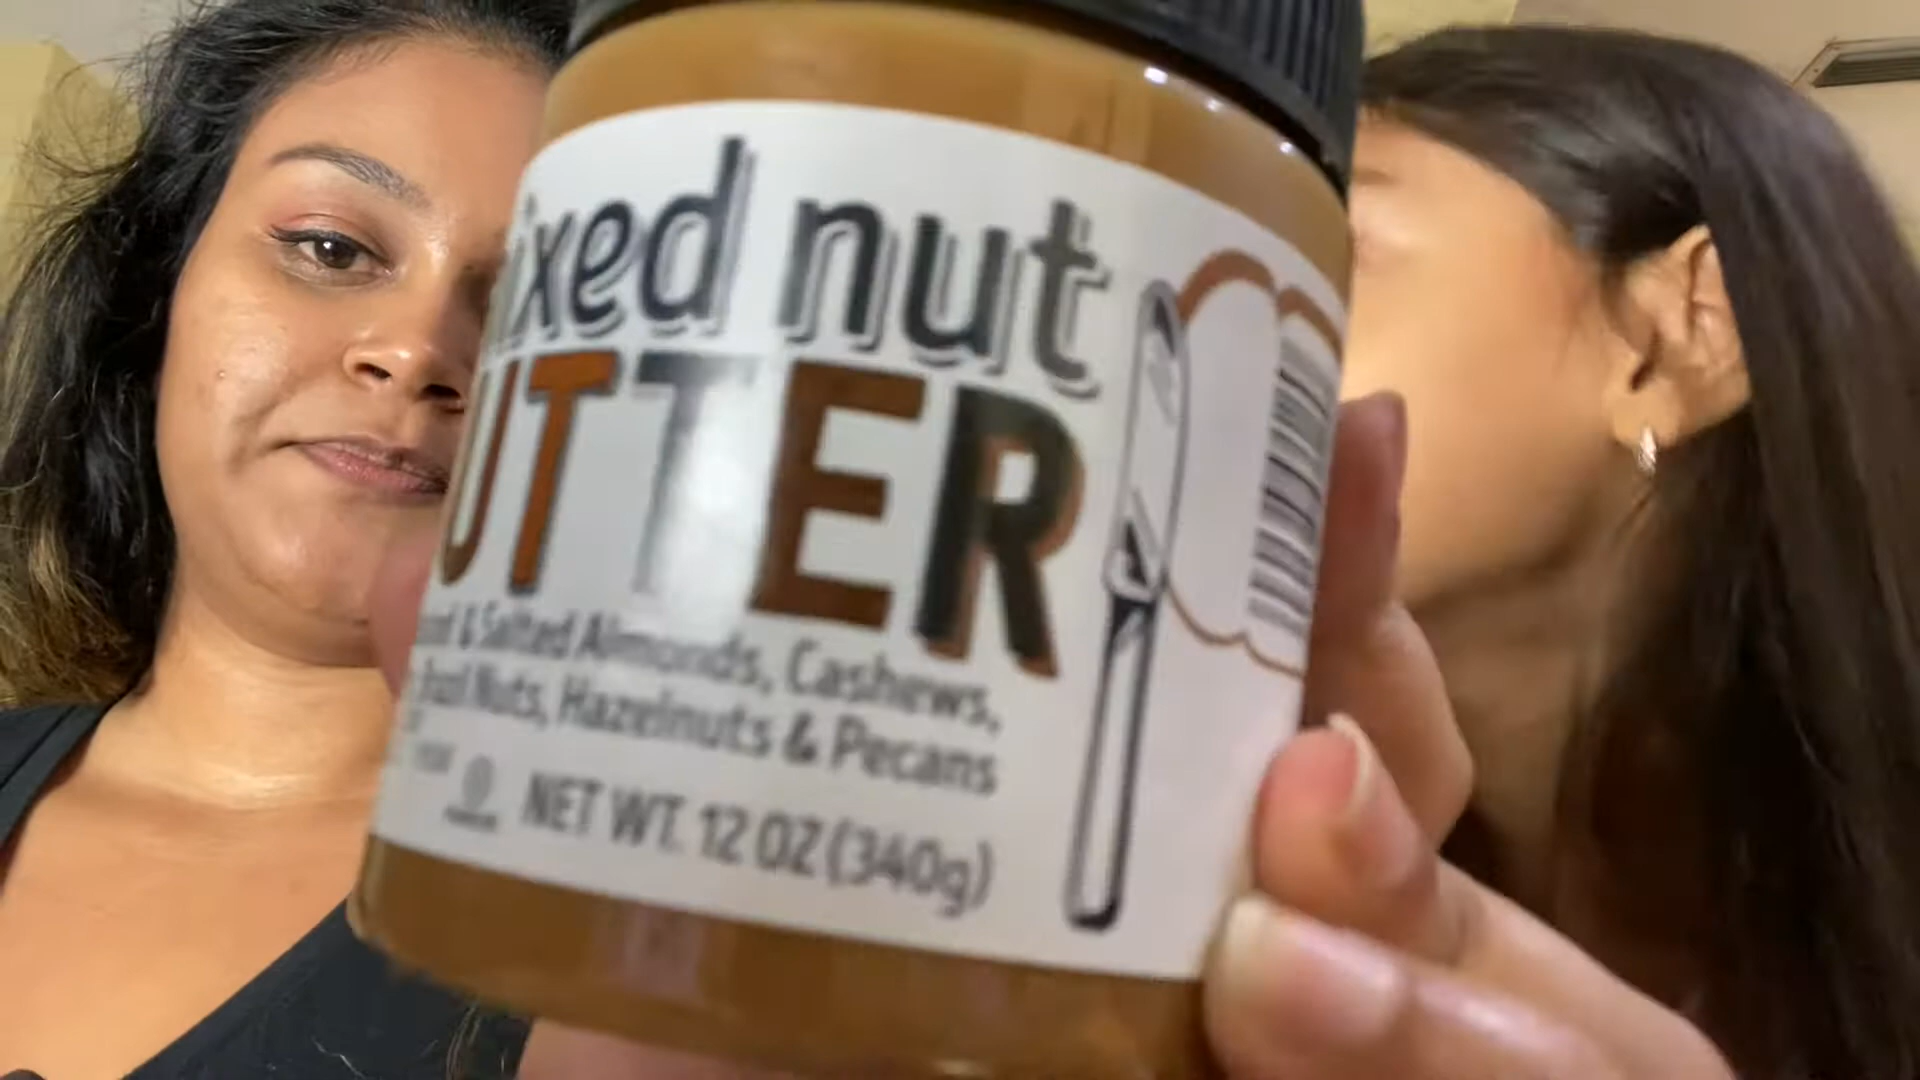 ixed nut
UTTER
& Salted Almonds, Cashews,
Nuts, Hazelnuts & Pecans
NET WT. 12 OZ (340g)